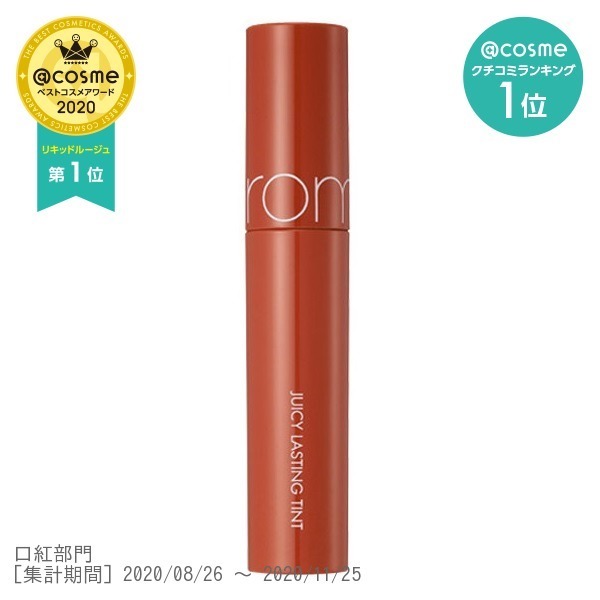 THE BEST COSMETICS AWARDS
@cosme
ベストコスメアワード
2020
THE BEST COSMETICS AWARDS
リキッドルージュ
第1位
@cosme
クチコミランキング
1位
rom
JUICY LASTING TINT
口紅部門
[集計期間] 2020/08/26 ～ 2020/11/25